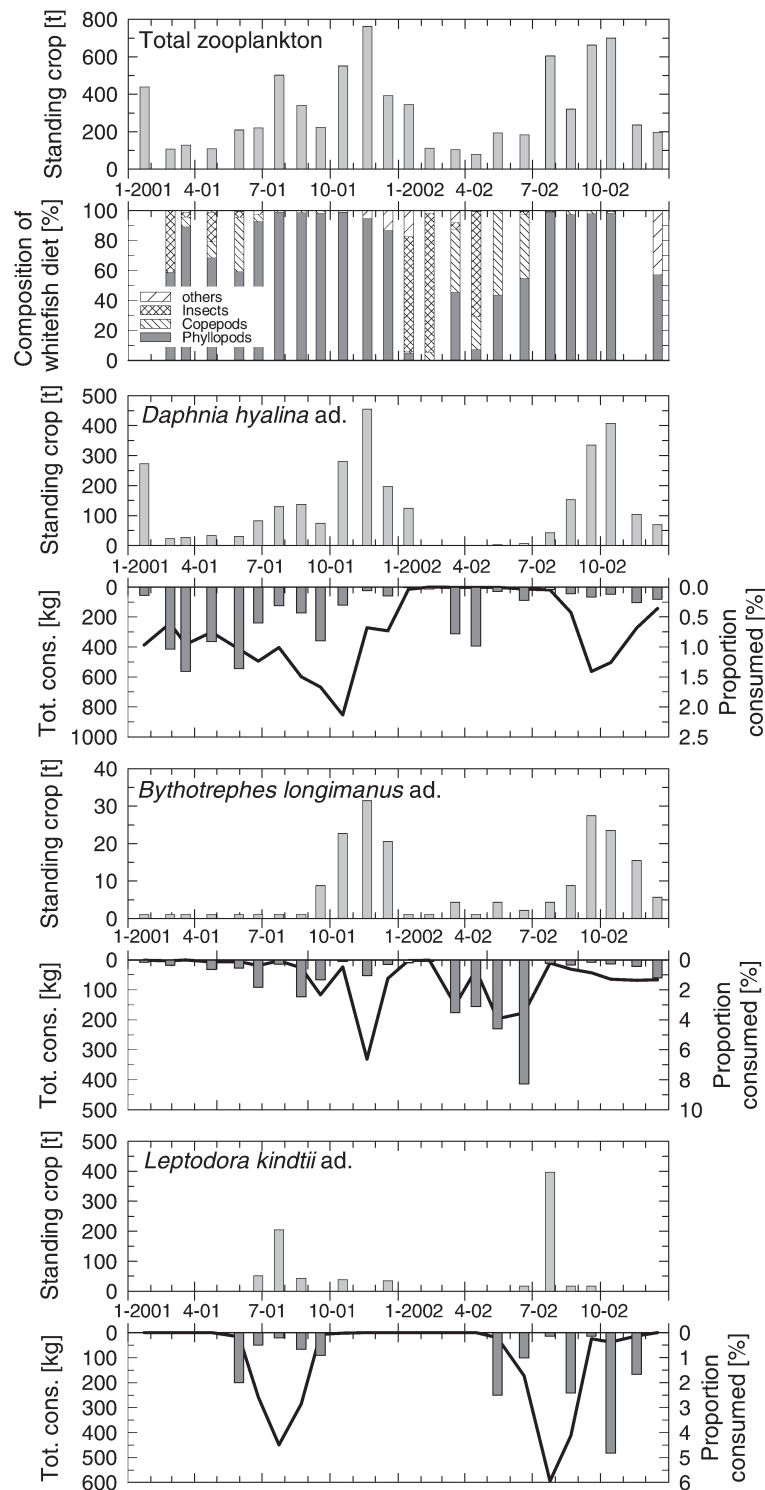 Total zooplankton
Standing crop [t]
800
600
400
200
0
1-2001 4-01 7-01 10-01 1-2002 4-02 7-02 10-02
Composition of
whitefish diet [%]
100
80
60
40
20
0
others
Insects
Copepods
Phyllopods
Daphnia hyalina ad.
Standing crop [t]
500
400
300
200
100
0
1-2001 4-01 7-01 10-01 1-2002 4-02 7-02 10-02
Tot. cons. [kg]
0
200
400
600
800
1000
0.0
0.5
1.0
1.5
2.0
2.5
Proportion
consumed [%]
Bythotrephes longimanus ad.
Standing crop [t]
40
30
20
10
0
1-2001 4-01 7-01 10-01 1-2002 4-02 7-02 10-02
Tot. cons. [kg]
0
100
200
300
400
500
0
2
4
6
8
10
Proportion
consumed [%]
Leptodora kindtii ad.
Standing crop [t]
500
400
300
200
100
0
1-2001 4-01 7-01 10-01 1-2002 4-02 7-02 10-02
Tot. cons. [kg]
0
100
200
300
400
500
600
0
1
2
3
4
5
6
Proportion
consumed [%]